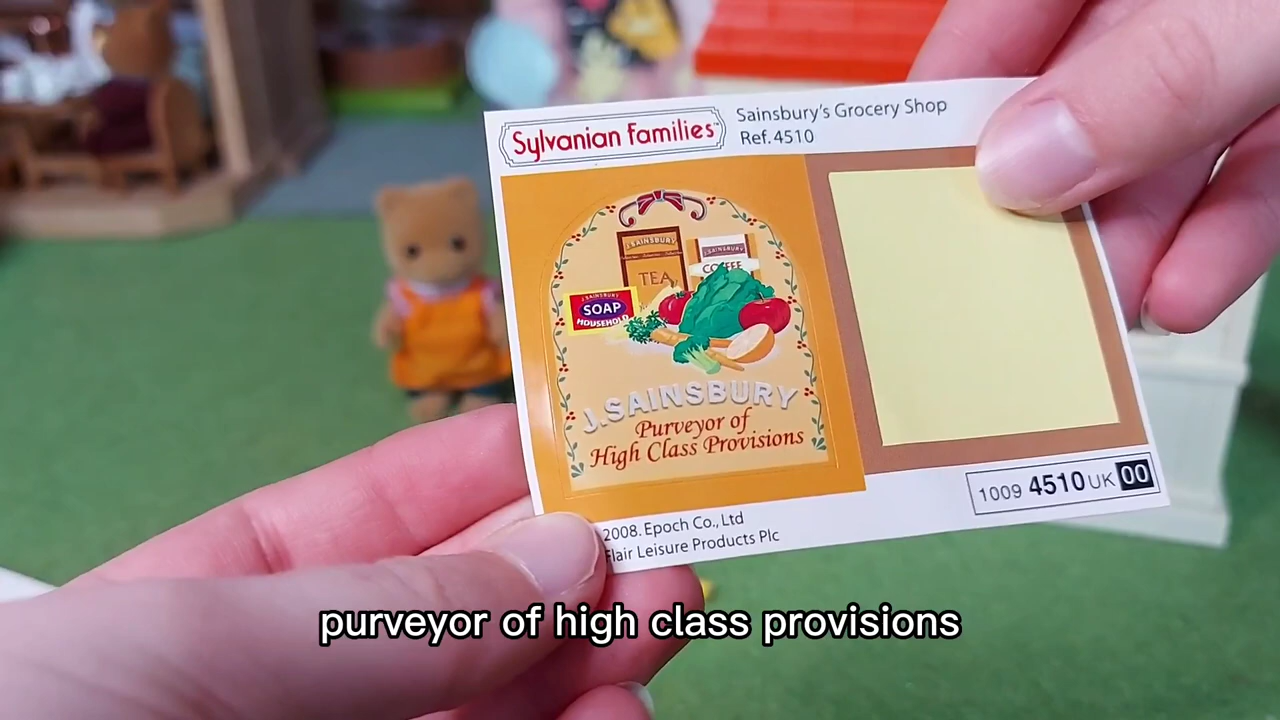 Sylvanian Families™
Sainsbury's Grocery Shop
Ref. 4510
J.SAINSBURY
TEA
J.SAINSBURY
COFFEE
J.SAINSBURY
SOAP
HOUSEHOLD
J.SAINSBURY
Purveyor of
High Class Provisions
1009 4510 UK 00
2008. Epoch Co., Ltd
Flair Leisure Products Plc
purveyor of high class provisions